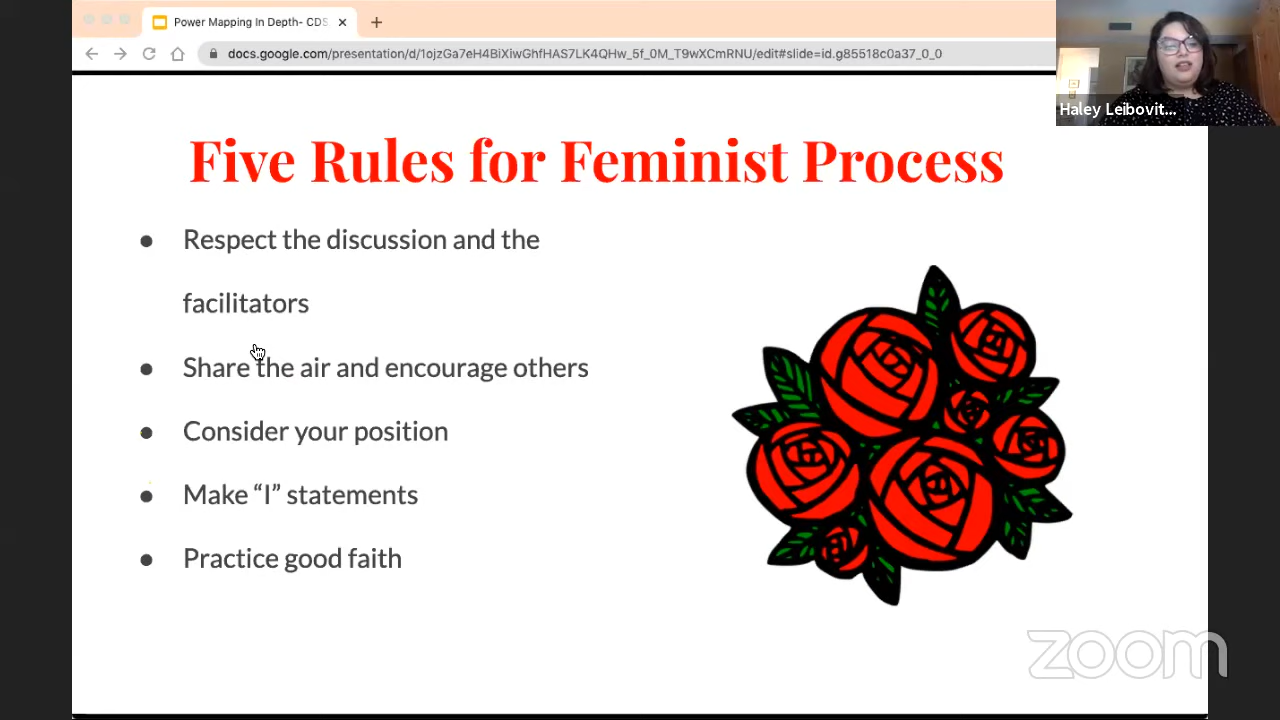 Power Mapping In Depth- CDS
docs.google.com/presentation/d/1ojzGa7eH4BiXiwGhfHAS7LK4QHw_5f_0M_T9wXCmRNU/edit#slide=id.g85518c0a37_0_0
Haley Leibovit...
Five Rules for Feminist Process
● Respect the discussion and the
facilitators
● Share the air and encourage others
● Consider your position
● Make “I” statements
● Practice good faith
zoom